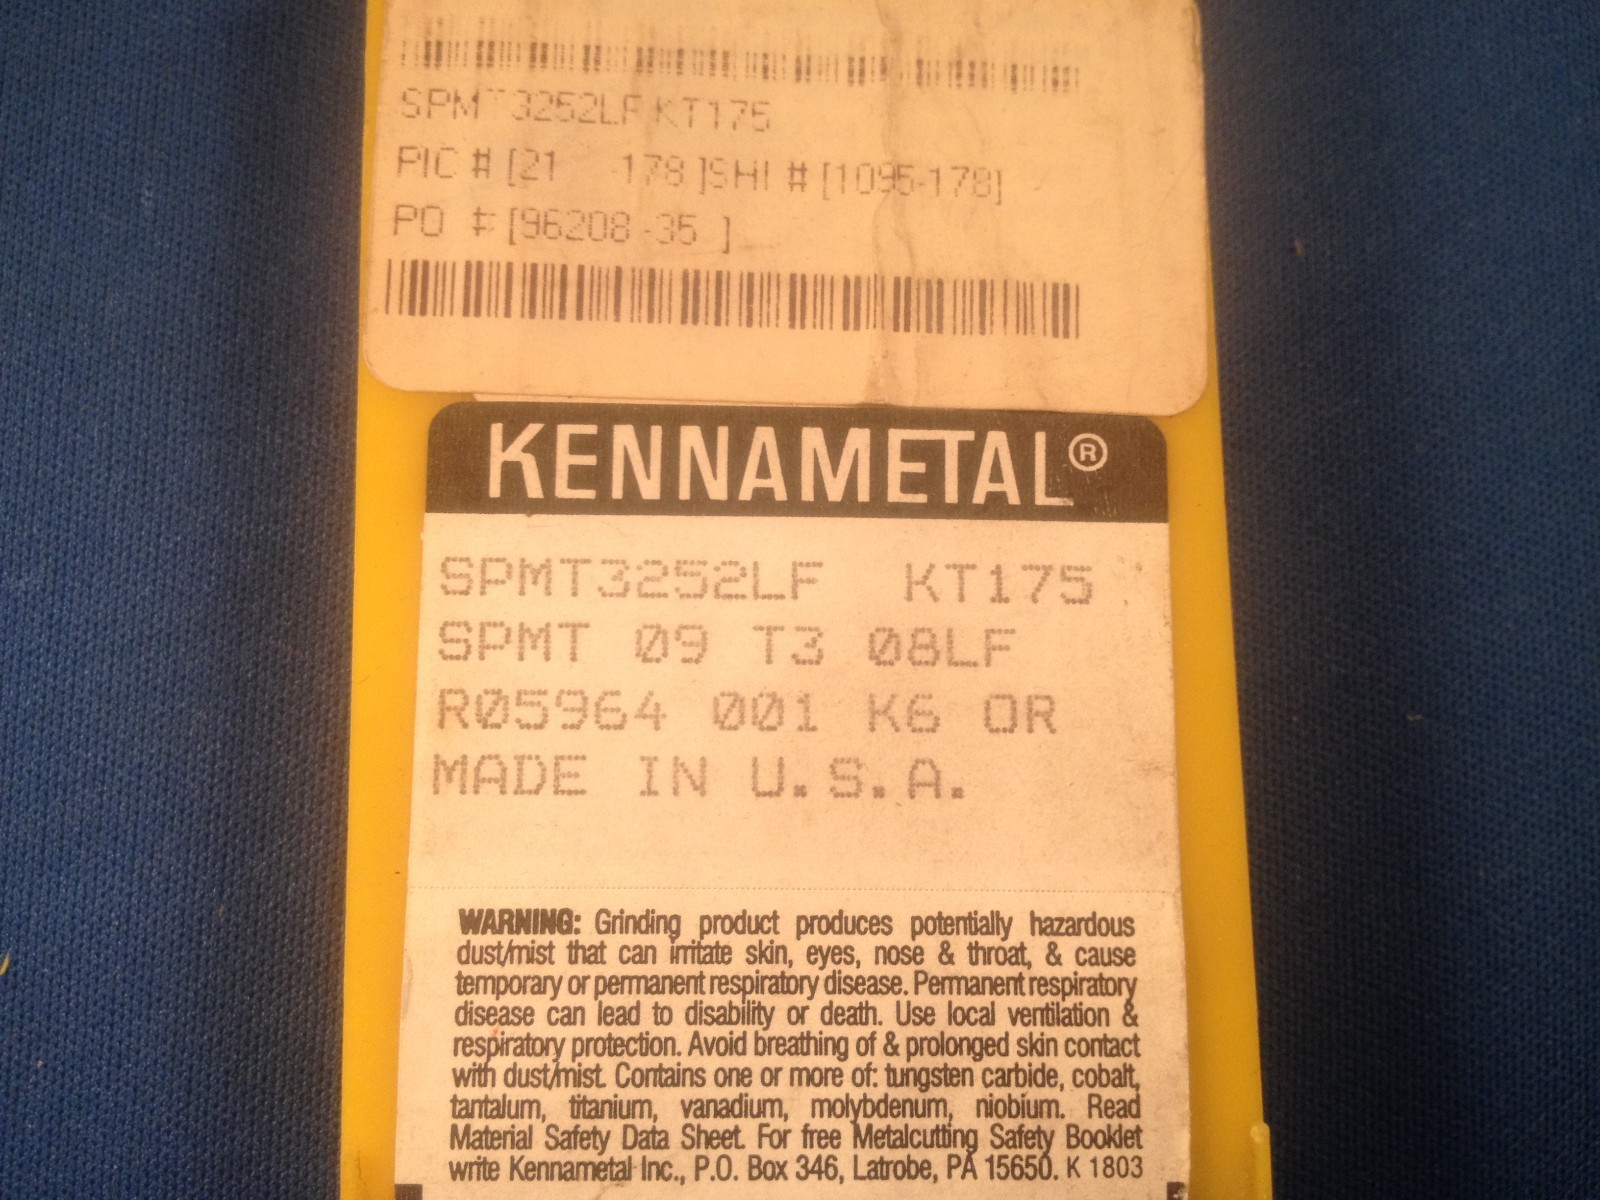 SPMT3252LF KT175
PIC # [21 178 ]SHI # [1095-178]
PO # [96208-35 ]
KENNAMETAL®
SPMT3252LF KT175
SPMT 09 T3 08LF
R05964 001 K6 OR
MADE IN U.S.A.
WARNING: Grinding product produces potentially hazardous
dust/mist that can irritate skin, eyes, nose & throat, & cause
temporary or permanent respiratory disease. Permanent respiratory
disease can lead to disability or death. Use local ventilation &
respiratory protection. Avoid breathing of & prolonged skin contact
with dust/mist. Contains one or more of: tungsten carbide, cobalt,
tantalum, titanium, vanadium, molybdenum, niobium. Read
Material Safety Data Sheet. For free Metalcutting Safety Booklet
write Kennametal Inc., P.O. Box 346, Latrobe, PA 15650. K 1803